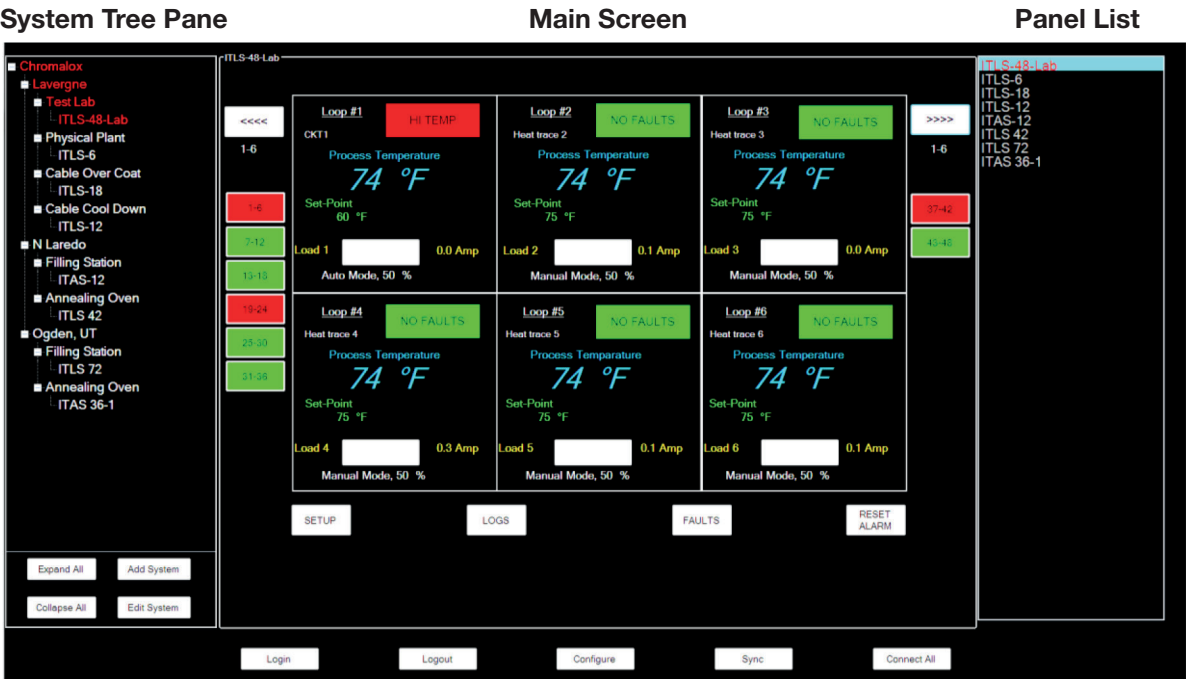 System Tree Pane
Main Screen
Panel List
Chromalox
Lavergne
Test Lab
ITLS-48-Lab
Physical Plant
ITLS-6
Cable Over Coat
ITLS-18
Cable Cool Down
ITLS-12
N Laredo
Filling Station
ITAS-12
Annealing Oven
ITLS 42
Ogden, UT
Filling Station
ITLS 72
Annealing Oven
ITAS 36-1
Expand All
Add System
Collapse All
Edit System
ITLS-48-Lab
<<<<
1-6
1-6
7-12
13-18
19-24
25-30
31-36
Loop #1
HI TEMP
CKT1
Process Temperature
74 °F
Set-Point
60 °F
Load 1
0.0 Amp
Auto Mode, 50 %
Loop #2
NO FAULTS
Heat trace 2
Process Temperature
74 °F
Set-Point
75 °F
Load 2
0.1 Amp
Manual Mode, 50 %
Loop #3
NO FAULTS
Heat trace 3
Process Temperature
74 °F
Set-Point
75 °F
Load 3
0.0 Amp
Manual Mode, 50 %
Loop #4
NO FAULTS
Heat trace 4
Process Temperature
74 °F
Set-Point
75 °F
Load 4
0.3 Amp
Manual Mode, 50 %
Loop #5
NO FAULTS
Heat trace 5
Process Temparature
74 °F
Set-Point
75 °F
Load 5
0.1 Amp
Manual Mode, 50 %
Loop #6
NO FAULTS
Heat trace 6
Process Temperature
74 °F
Set-Point
75 °F
Load 6
0.1 Amp
Manual Mode, 50 %
>>>>
1-6
37-42
43-48
SETUP
LOGS
FAULTS
RESET
ALARM
ITLS-48-Lab
ITLS-6
ITLS-18
ITLS-12
ITAS-12
ITLS 42
ITLS 72
ITAS 36-1
Login
Logout
Configure
Sync
Connect All